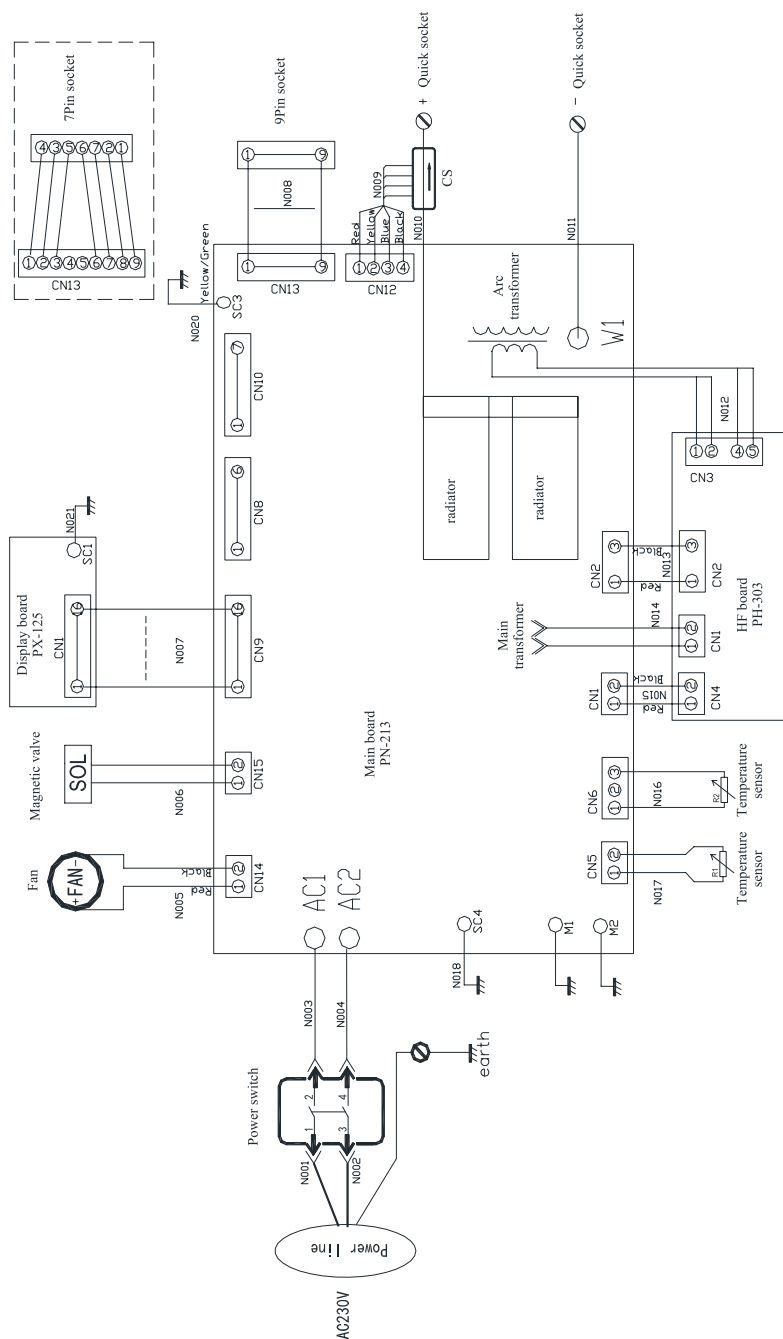 7Pin socket
4 3 5 6 7 2 1
1 2 3 4 5 6 7 8 9
CN13
9Pin socket
1 9
N008
1 9
CN13
+ Quick socket
CS
N009
N010
Red
Yellow
Blue
Black
1 2 3 4
CN12
- Quick socket
N011
Yellow/Green
N020
SC3
1 7
CN10
1 6
CN8
N021
SC1
Display board
PX-125
CN1
1 16
N007
1 16
CN9
Magnetic valve
SOL
N006
1 2
CN15
Fan
+FAN-
N005
Red
Black
1 2
CN14
Main board
PN-213
Arc
transformer
W1
radiator
radiator
N012
1 2 4 5
CN3
HF board
PH-303
CN2
1 3
Red
Black
N013
1 3
CN2
Main
transformer
N014
1 2
CN1
CN1
1 2
Red
Black
N015
1 2
CN4
CN6
1 2 3
N016
R2
Temperature
sensor
CN5
1 2
N017
R1
Temperature
sensor
AC1
AC2
SC4
N018
M1
M2
N003
N004
Power switch
1 2
3 4
N001
N002
earth
Power line
AC230V